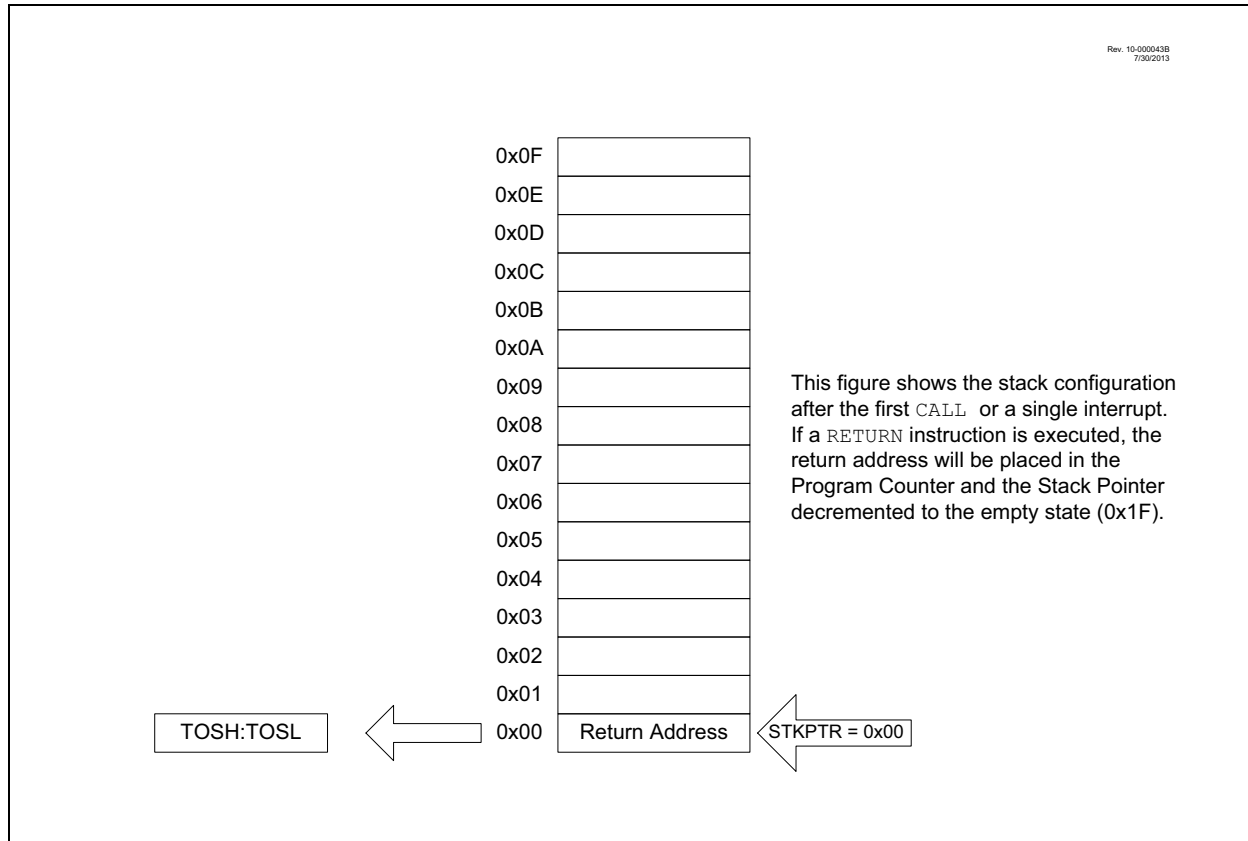 Rev. 10-000043B
7/30/2013
0x0F
0x0E
0x0D
0x0C
0x0B
0x0A
0x09
0x08
0x07
0x06
0x05
0x04
0x03
0x02
0x01
0x00
This figure shows the stack configuration
after the first CALL or a single interrupt.
If a RETURN instruction is executed, the
return address will be placed in the
Program Counter and the Stack Pointer
decremented to the empty state (0x1F).
TOSH:TOSL
Return Address
STKPTR = 0x00